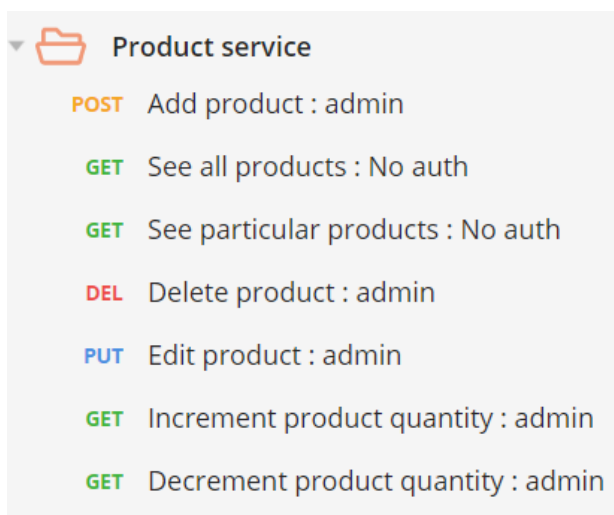 Product service
POST Add product : admin
GET See all products : No auth
GET See particular products : No auth
DEL Delete product : admin
PUT Edit product : admin
GET Increment product quantity : admin
GET Decrement product quantity : admin